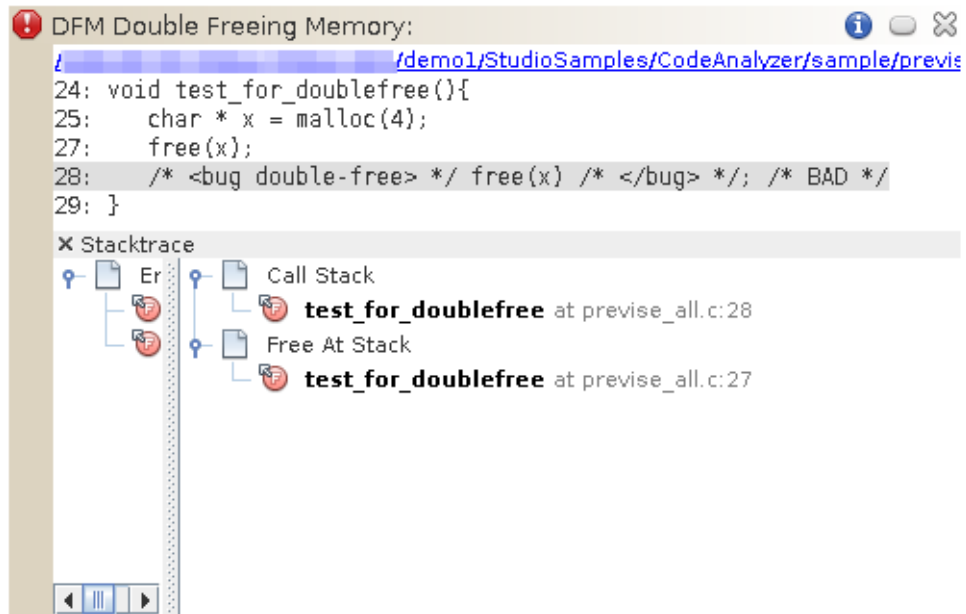 DFM Double Freeing Memory:
/demo1/StudioSamples/CodeAnalyzer/sample/previs
24: void test_for_doublefree(){
25: char * x = malloc(4);
27: free(x);
28: /* <bug double-free> */ free(x) /* </bug> */; /* BAD */
29: }
Stacktrace
Er
Call Stack
test_for_doublefree at previse_all.c:28
Free At Stack
test_for_doublefree at previse_all.c:27